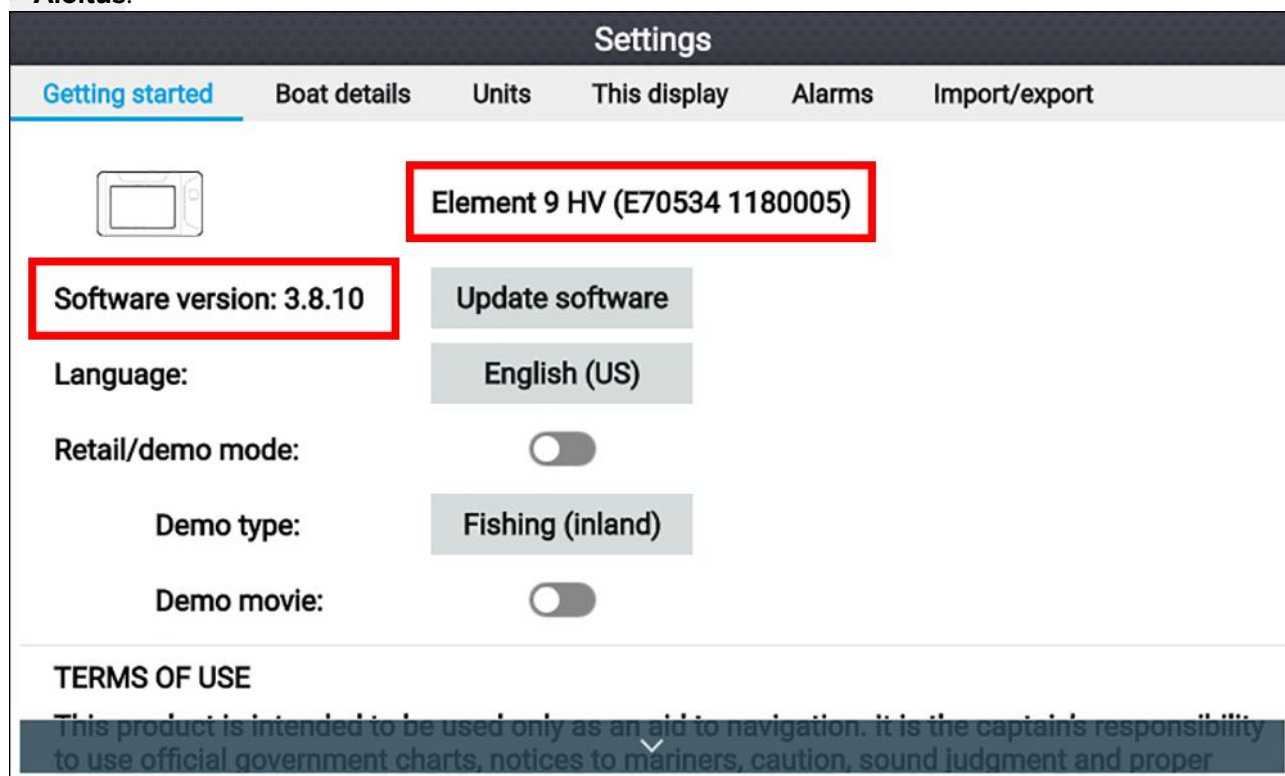 Settings
Getting started Boat details Units This display Alarms Import/export
Element 9 HV (E70534 1180005)
Software version: 3.8.10 Update software
Language: English (US)
Retail/demo mode:
Demo type: Fishing (inland)
Demo movie:
TERMS OF USE
This product is intended to be used only as an aid to navigation. It is the captain's responsibility
to use official government charts, notices to mariners, caution, sound judgment and proper